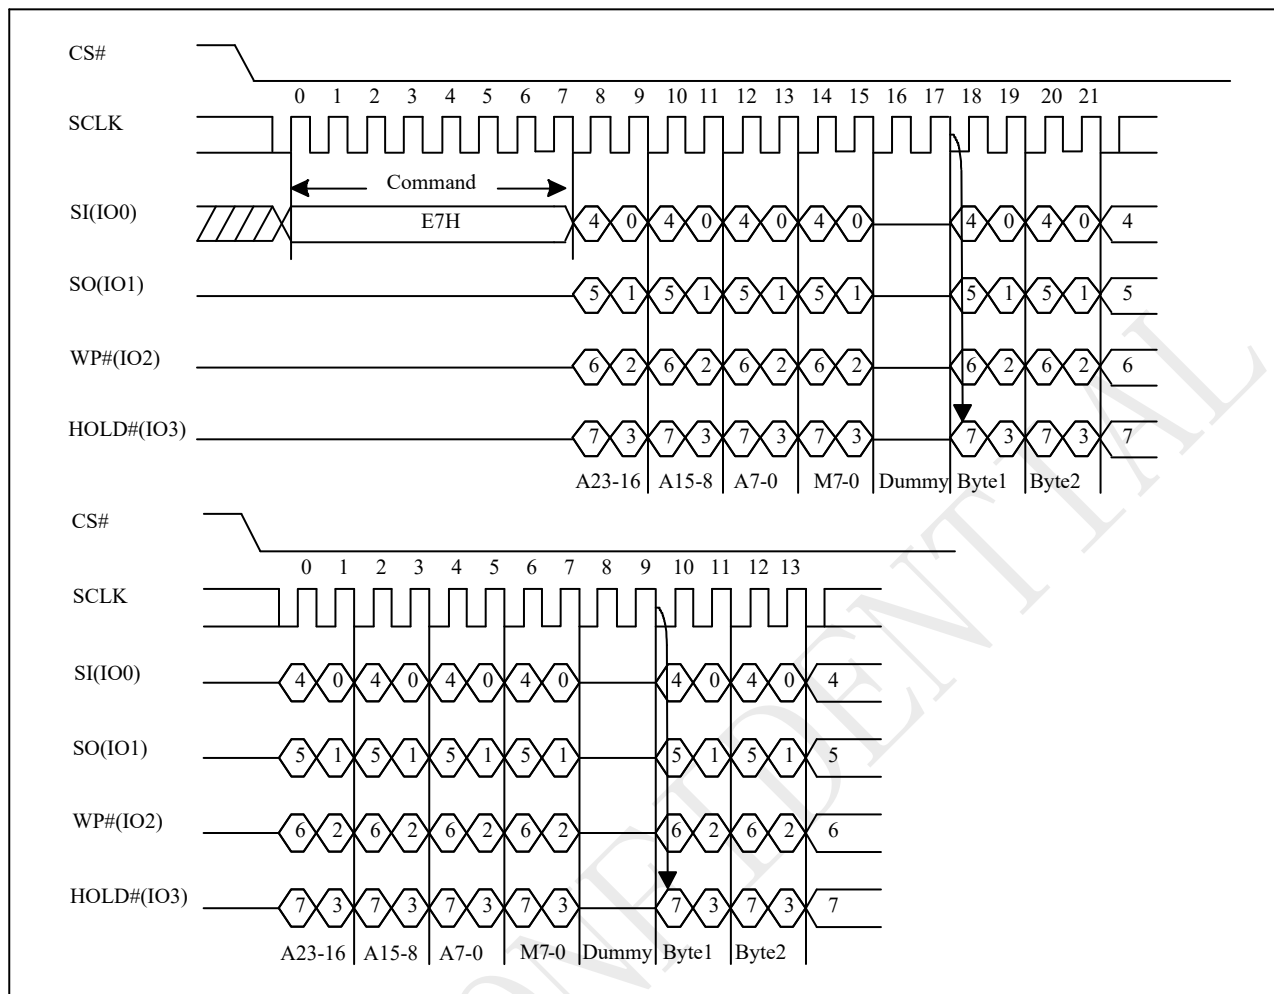 CS#
0 1 2 3 4 5 6 7 8 9 10 11 12 13 14 15 16 17 18 19 20 21
SCLK
Command
SI(IO0) E7H 4 0 4 0 4 0 4 0 4 0 4 0 4
SO(IO1) 5 1 5 1 5 1 5 1 5 1 5 1 5
WP#(IO2) 6 2 6 2 6 2 6 2 6 2 6 2 6
HOLD#(IO3) 7 3 7 3 7 3 7 3 7 3 7 3 7
A23-16 A15-8 A7-0 M7-0 Dummy Byte1 Byte2
CS#
0 1 2 3 4 5 6 7 8 9 10 11 12 13
SCLK
SI(IO0) 4 0 4 0 4 0 4 0 4 0 4 0 4
SO(IO1) 5 1 5 1 5 1 5 1 5 1 5 1 5
WP#(IO2) 6 2 6 2 6 2 6 2 6 2 6 2 6
HOLD#(IO3) 7 3 7 3 7 3 7 3 7 3 7 3 7
A23-16 A15-8 A7-0 M7-0 Dummy Byte1 Byte2